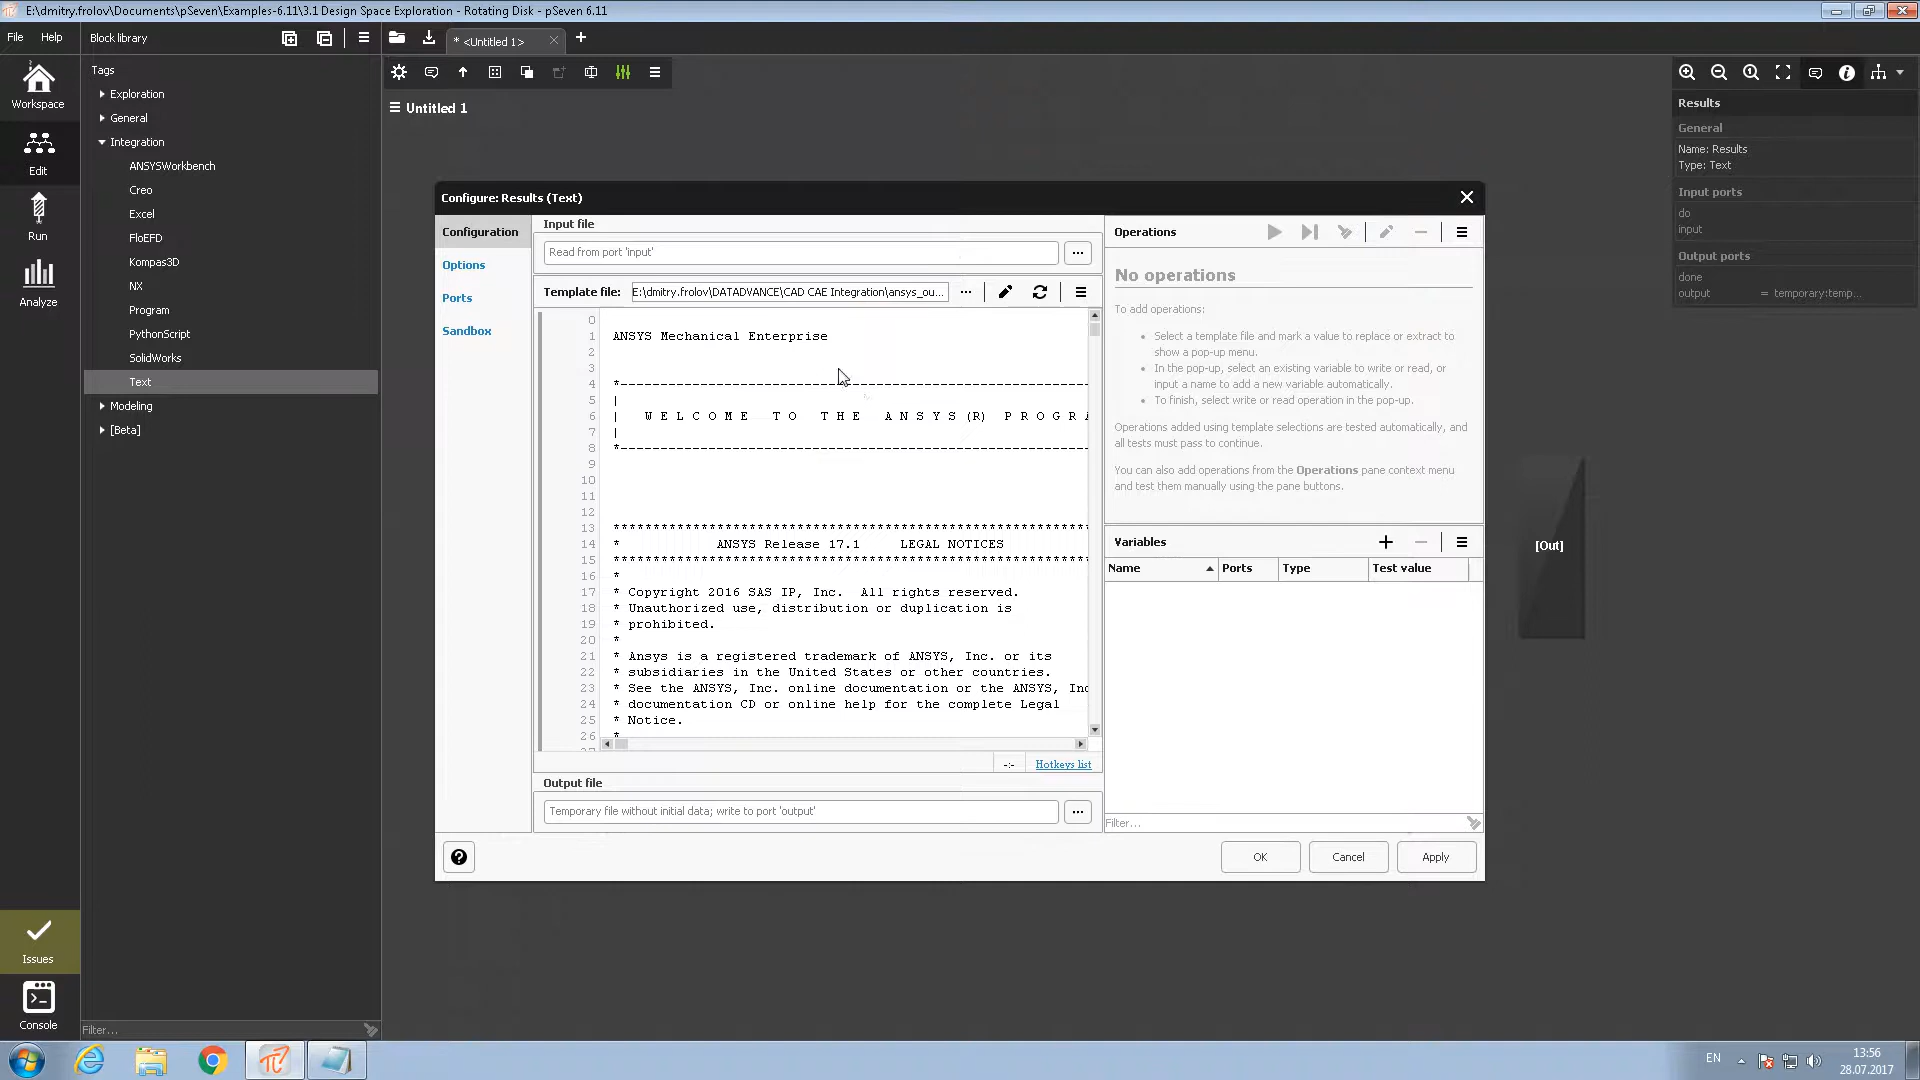 E:\dmitry.frolov\Documents\pSeven\Examples-6.11\3.1 Design Space Exploration - Rotating Disk - pSeven 6.11
File
Help
Block library
* <Untitled 1>
Workspace
Edit
Run
Analyze
Issues
Console
Tags
Exploration
General
Integration
ANSYSWorkbench
Creo
Excel
FloEFD
Kompas3D
NX
Program
PythonScript
SolidWorks
Text
Modeling
[Beta]
Filter...
Untitled 1
Configure: Results (Text)
Configuration
Options
Ports
Sandbox
Input file
Read from port 'input'
Template file:
E:\dmitry.frolov\DATADVANCE\CAD CAE Integration\ansys_ou...
0
1 ANSYS Mechanical Enterprise
2
3
4 *------------------------------------------------------------
5 |
6 | W E L C O M E T O T H E A N S Y S (R) P R O G R A
7 |
8 *------------------------------------------------------------
9
10
11
12
13 ************************************************************
14 * ANSYS Release 17.1 LEGAL NOTICES
15 ************************************************************
16 *
17 * Copyright 2016 SAS IP, Inc. All rights reserved.
18 * Unauthorized use, distribution or duplication is
19 * prohibited.
20 *
21 * Ansys is a registered trademark of ANSYS, Inc. or its
22 * subsidiaries in the United States or other countries.
23 * See the ANSYS, Inc. online documentation or the ANSYS, Inc
24 * documentation CD or online help for the complete Legal
25 * Notice.
26 *
-:-
Hotkeys list
Output file
Temporary file without initial data; write to port 'output'
Operations
No operations
To add operations:
• Select a template file and mark a value to replace or extract to
show a pop-up menu.
• In the pop-up, select an existing variable to write or read, or
input a name to add a new variable automatically.
• To finish, select write or read operation in the pop-up.
Operations added using template selections are tested automatically, and
all tests must pass to continue.
You can also add operations from the Operations pane context menu
and test them manually using the pane buttons.
Variables
Name Ports Type Test value
Filter...
OK
Cancel
Apply
[Out]
Results
General
Name: Results
Type: Text
Input ports
do
input
Output ports
done
output = temporary:temp...
EN
13:56
28.07.2017